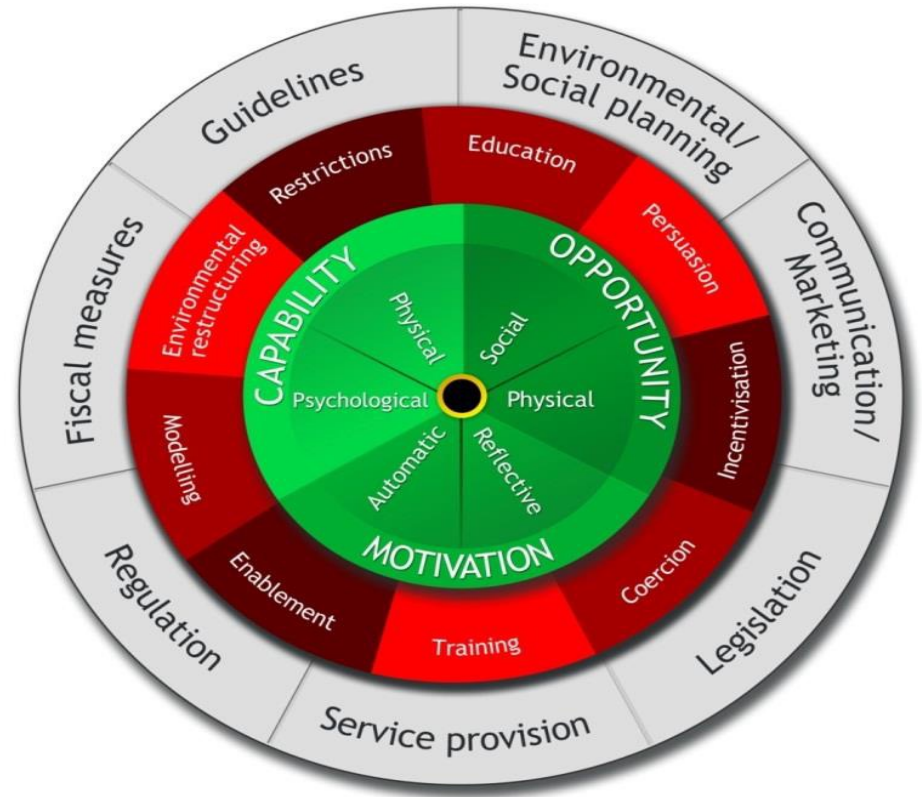 Environmental/
Social planning
Communication/
Marketing
Legislation
Service provision
Regulation
Fiscal measures
Guidelines
Education
Persuasion
Incentivisation
Coercion
Training
Enablement
Modelling
Environmental
restructuring
Restrictions
CAPABILITY
OPPORTUNITY
MOTIVATION
Physical
Social
Psychological
Physical
Automatic
Reflective